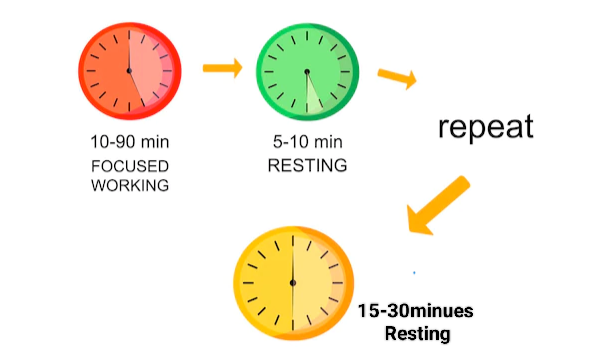 10-90 min
FOCUSED
WORKING
5-10 min
RESTING
repeat
15-30minues
Resting